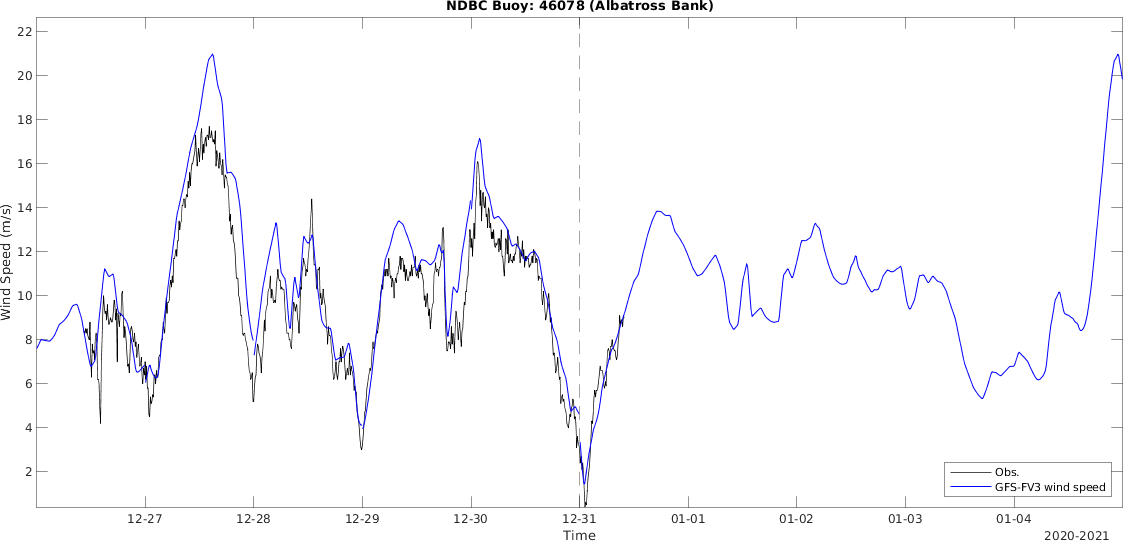 NDBC Buoy: 46078 (Albatross Bank)
22
20
18
16
14
12
10
8
6
4
2
Wind Speed (m/s)
Obs.
GFS-FV3 wind speed
12-27 12-28 12-29 12-30 12-31 01-01 01-02 01-03 01-04
Time
2020-2021